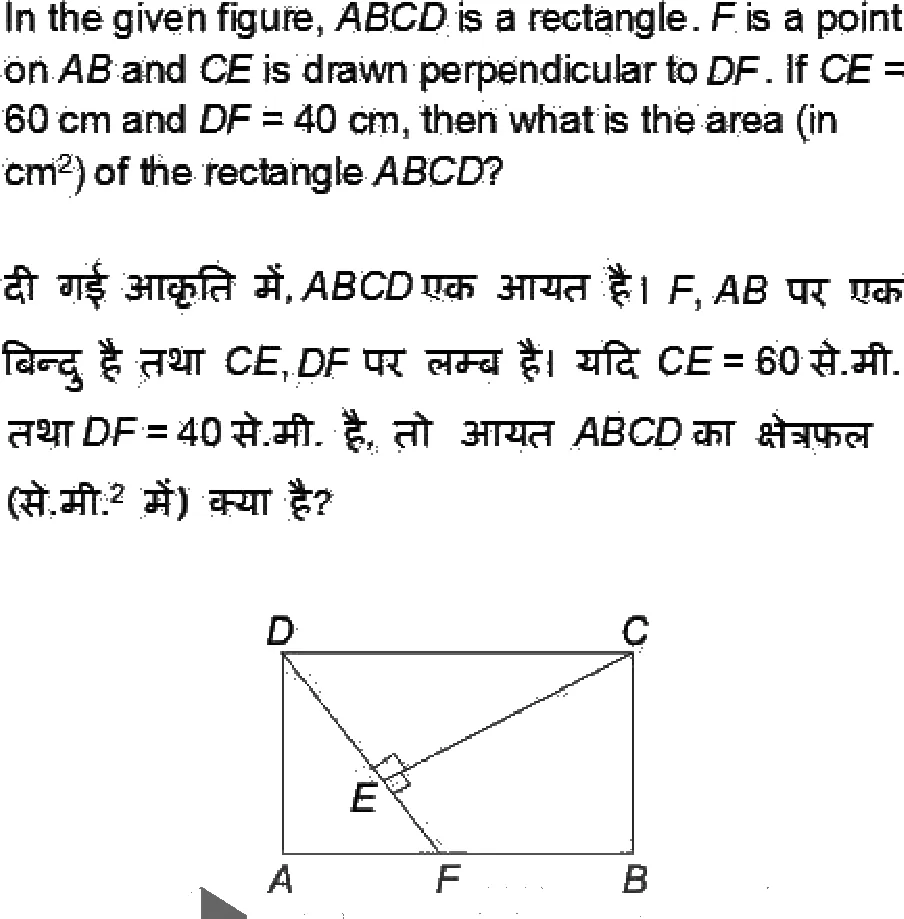 In the given figure, ABCD is a rectangle. F is a point
on AB and CE is drawn perpendicular to DF. If CE =
60 cm and DF = 40 cm, then what is the area (in
cm²) of the rectangle ABCD?
दी गई आकृति में, ABCD एक आयत है। F, AB पर एक
बिन्दु है तथा CE, DF पर लम्ब है। यदि CE = 60 से.मी.
तथा DF = 40 से.मी. है, तो आयत ABCD का क्षेत्रफल
(से.मी.² में) क्या है?
D C
E
A F B